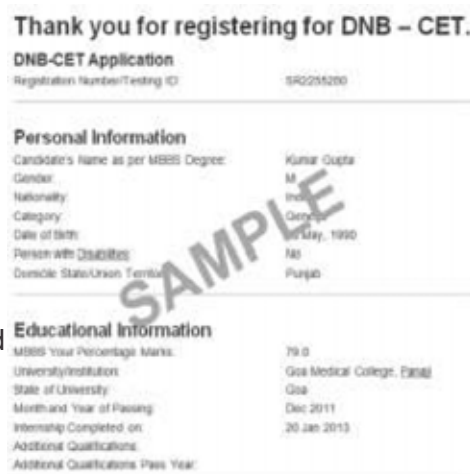 Thank you for registering for DNB – CET.
DNB-CET Application
Registration Number/Testing ID SR2255200
Personal Information
Candidate's Name as per MBBS Degree: Kumar Gupta
Gender: M
Nationality:
Category:
Date of Birth: May, 1990
Person with Disabilities: No
Domicile State/Union Punjab
SAMPLE
Educational Information
MBBS Your Percentage Marks: 79.0
University/Institution: Goa Medical College, Panaji
State of University: Goa
Month and Year of Passing: Dec 2011
Internship Completed on: 20 Jan 2013
Additional Qualifications:
Additional Qualifications Pass Year: